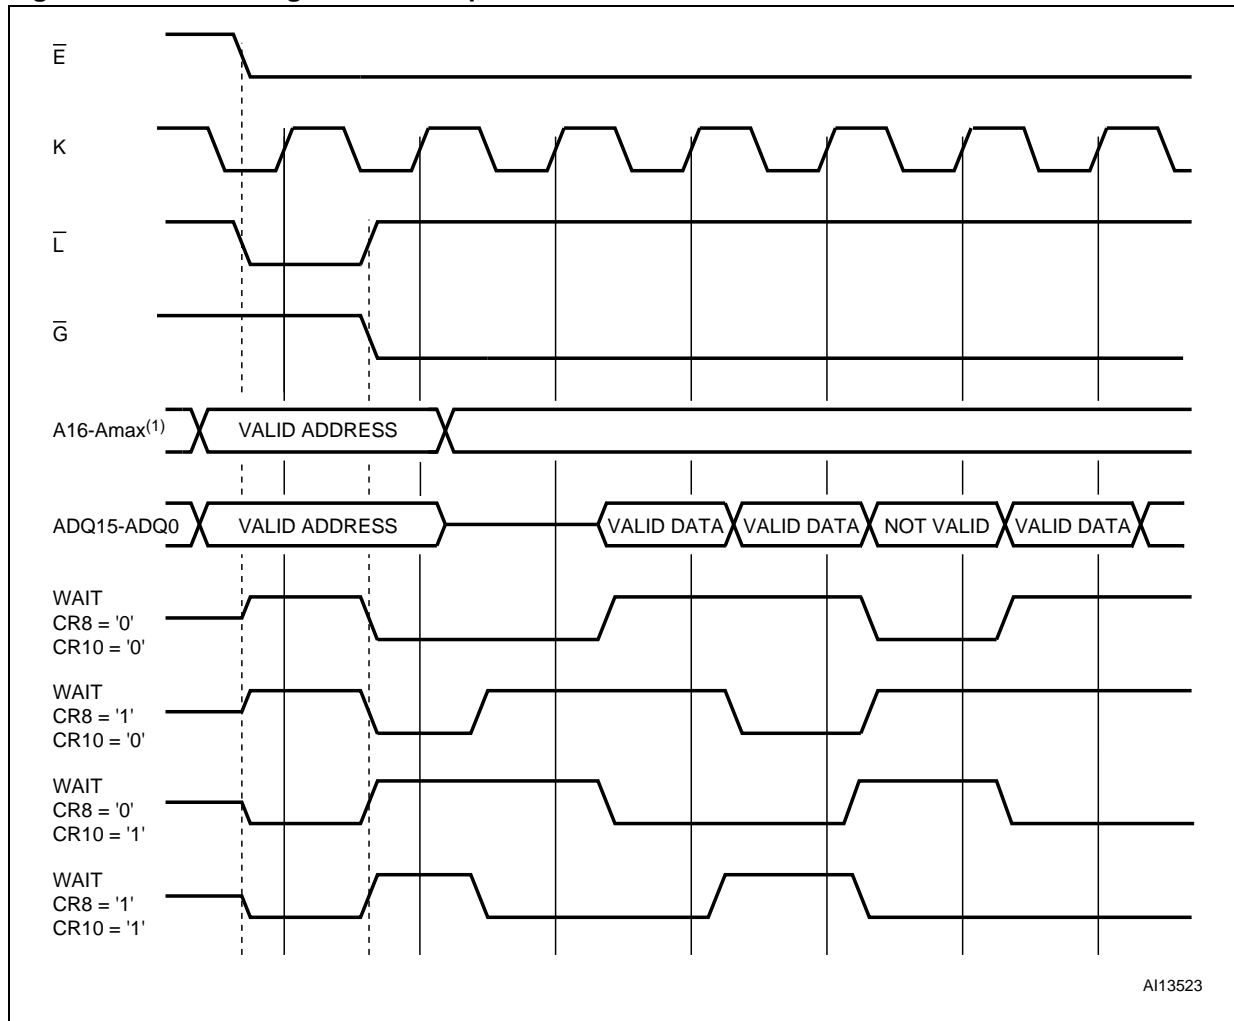 E
K
L
G
A16-Amax(1)
VALID ADDRESS
ADQ15-ADQ0
VALID ADDRESS
VALID DATA
VALID DATA
NOT VALID
VALID DATA
WAIT
CR8 = '0'
CR10 = '0'
WAIT
CR8 = '1'
CR10 = '0'
WAIT
CR8 = '0'
CR10 = '1'
WAIT
CR8 = '1'
CR10 = '1'
AI13523